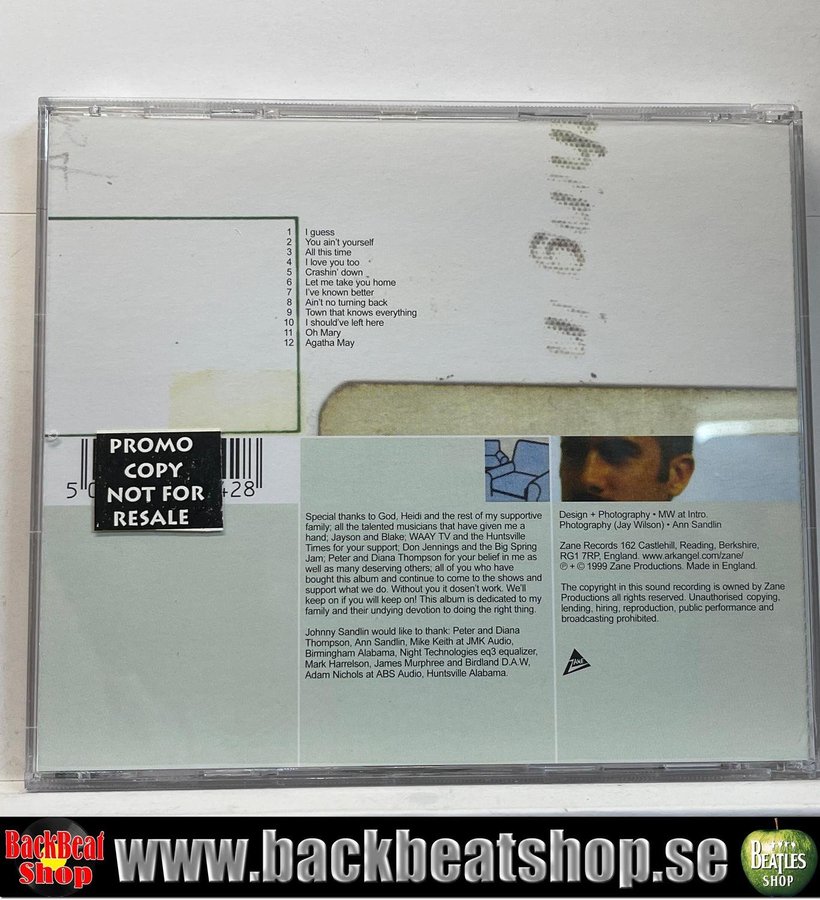 hing in
1 I guess
2 You ain't yourself
3 All this time
4 I love you too
5 Crashin' down
6 Let me take you home
7 I've known better
8 Ain't no turning back
9 Town that knows everything
10 I should've left here
11 Oh Mary
12 Agatha May
PROMO
COPY
NOT FOR
RESALE
5
428
Special thanks to God, Heidi and the rest of my supportive
family; all the talented musicians that have given me a
hand; Jayson and Blake; WAAY TV and the Huntsville
Times for your support; Don Jennings and the Big Spring
Jam; Peter and Diana Thompson for your belief in me as
well as many deserving others; all of you who have
bought this album and continue to come to the shows and
support what we do. Without you it dosen't work. We'll
keep on if you will keep on! This album is dedicated to my
family and their undying devotion to doing the right thing.
Johnny Sandlin would like to thank: Peter and Diana
Thompson, Ann Sandlin, Mike Keith at JMK Audio,
Birmingham Alabama, Night Technologies eq3 equalizer,
Mark Harrelson, James Murphree and Birdland D.A.W,
Adam Nichols at ABS Audio, Huntsville Alabama.
Design + Photography • MW at Intro.
Photography (Jay Wilson) • Ann Sandlin
Zane Records 162 Castlehill, Reading, Berkshire,
RG1 7RP, England. www.arkangel.com/zane/
℗ + © 1999 Zane Productions. Made in England.
The copyright in this sound recording is owned by Zane
Productions all rights reserved. Unauthorised copying,
lending, hiring, reproduction, public performance and
broadcasting prohibited.
ZANE
BackBeat
Shop
www.backbeatshop.se
BEATLES
SHOP